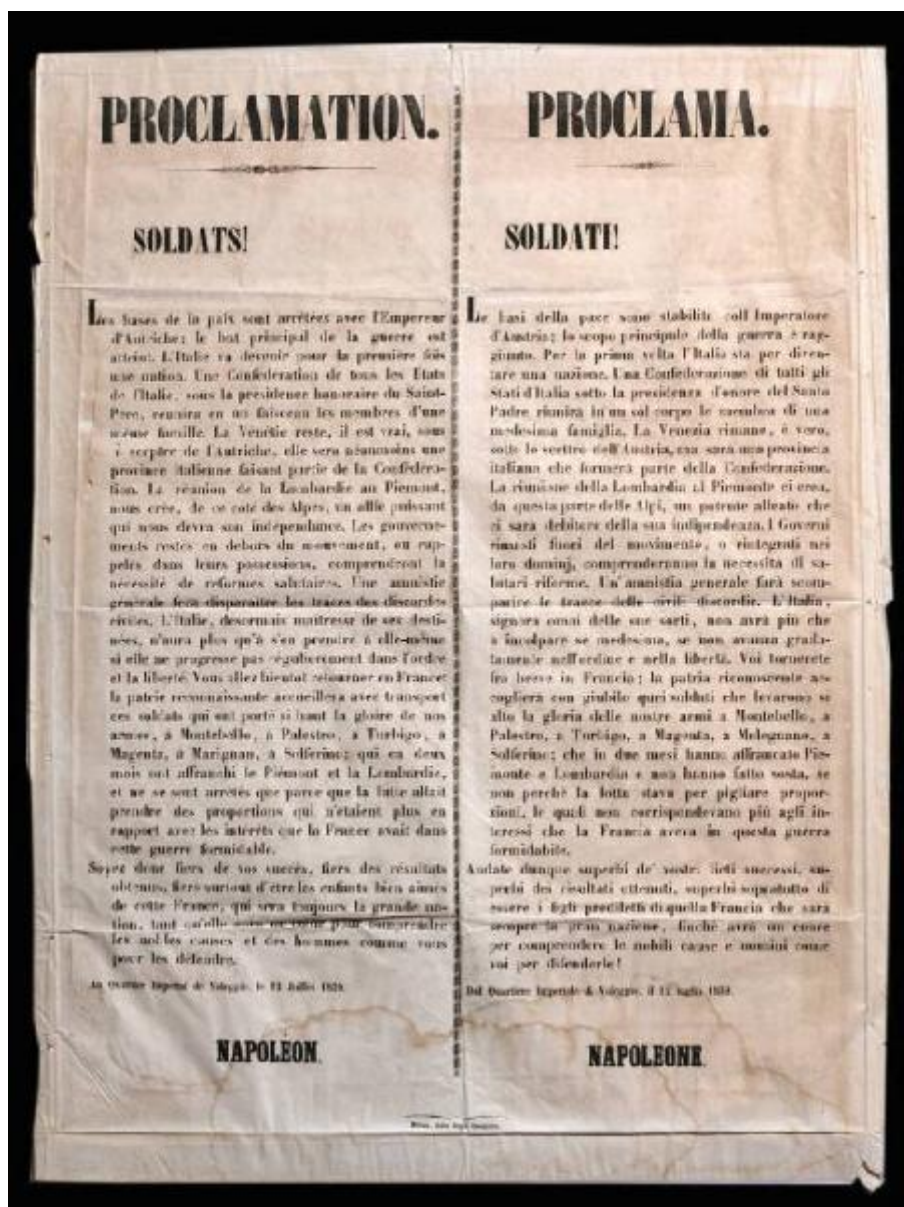 PROCLAMATION.
SOLDATS!
Les bases de la paix sont arrêtées avec l'Empereur
d'Autriche; le but principal de la guerre est
atteint. L'Italie va devenir pour la première fois
une nation. Une Confédération de tous les Etats
de l'Italie, sous la présidence honoraire du Saint-
Père, reunira en un faisceau les membres d'une
même famille. La Vénétie reste, il est vrai, sous
sceptre de l'Autriche, elle sera néanmoins une
province italienne faisant partie de la Confédéra-
tion. La réunion de la Lombardie au Piemont,
nous crée, de ce coté des Alpes, un allié puissant
qui nous devra son independance. Les gouverne-
ments restés en dehors du mouvement, ou rap-
pelés dans leurs possessions, comprendront la
nécessité de reformes salutaires. Une amnistie
générale fera disparaitre les traces des discordes
civiles. L'Italie, desormais maitresse de ses desti-
nées, n'aura plus qu'à s'en prendre à elle-même
si elle ne progresse pas régulierement dans l'ordre
et la liberté. Vous allez bientot retourner en France;
la patrie reconnaissante accueillera avec transport
ces soldats qui ont porté si haut la gloire de nos
armes, à Montebello, à Palestro, à Turbigo, à
Magenta, à Marignan, à Solferino; qui en deux
mois ont affranchi le Piémont et la Lombardie,
et ne se sont arrêtés que parce que la lutte allait
prendre des proportions qui n'étaient plus en
rapport avec les intérêts que la France avait dans
cette guerre formidable.
Soyez donc fiers de vos succès, fiers des résultats
obtenus, fiers surtout d'être les enfants bien aimés
de cette France, qui sera toujours la grande na-
tion, tant qu'elle aura un coeur pour comprendre
les nobles causes et des hommes comme vous
pour les défendre.
Au Quartier Imperial de Valeggio, le 12 Juillet 1859.
NAPOLÉON.
PROCLAMA.
SOLDATI!
Le basi della pace sono stabilite coll'Imperatore
d'Austria; lo scopo principale della guerra è rag-
giunto. Per la prima volta l'Italia sta per diven-
tare una nazione. Una Confederazione di tutti gli
Stati d'Italia sotto la presidenza d'onore del Santo
Padre riunirà in un sol corpo le membra di una
medesima famiglia. La Venezia rimane, è vero,
sotto lo scettro dell'Austria, essa sarà una provincia
italiana che formerà parte della Confederazione.
La riunione della Lombardia al Piemonte ci crea,
da questa parte delle Alpi, un potente alleato che
ci sarà debitore della sua indipendenza. I Governi
rimasti fuori del movimento, o rintegrati nei
loro dominj, comprenderanno la necessità di sa-
lutari riforme. Un'amnistia generale farà scom-
parire le tracce delle civili discordie. L'Italia,
signora omai delle sue sorti, non avrà più che
a incolpare se medesima, se non avanza grada-
tamente nell'ordine e nella libertà. Voi tornerete
fra breve in Francia; la patria riconoscente ac-
coglierà con giubilo quei soldati che levarono sì
alto la gloria delle nostre armi a Montebello, a
Palestro, a Turbigo, a Magenta, a Melegnano, a
Solferino; che in due mesi hanno affrancato Pie-
monte e Lombardia e non hanno fatto sosta, se
non perchè la lotta stava per pigliare propor-
zioni, le quali non corrispondevano più agli in-
teressi che la Francia aveva in questa guerra
formidabile.
Andate dunque superbi de' vostri lieti successi, su-
perbi dei risultati ottenuti, superbi sopratutto di
essere i figli prediletti di quella Francia che sarà
sempre la gran nazione, finchè avrà un cuore
per comprendere le nobili cause e uomini come
voi per difenderle!
Dal Quartiere Imperiale di Valeggio, il 12 luglio 1859.
NAPOLEONE.